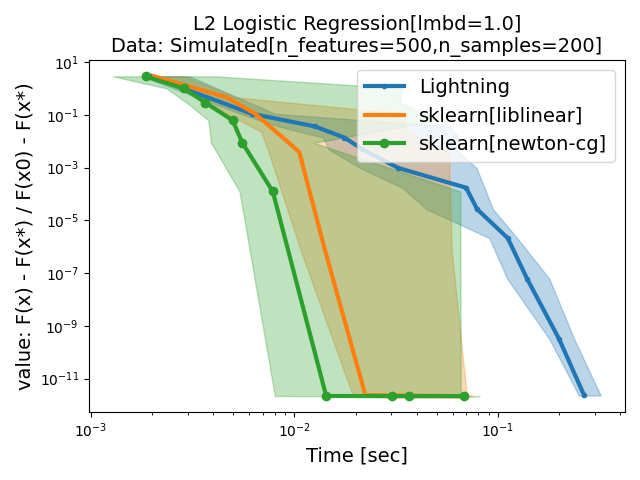 L2 Logistic Regression[lmbd=1.0]
Data: Simulated[n_features=500,n_samples=200]
value: F(x) - F(x*) / F(x0) - F(x*)
10¹
10⁻¹
10⁻³
10⁻⁵
10⁻⁷
10⁻⁹
10⁻¹¹
Lightning
sklearn[liblinear]
sklearn[newton-cg]
10⁻³
10⁻²
10⁻¹
Time [sec]